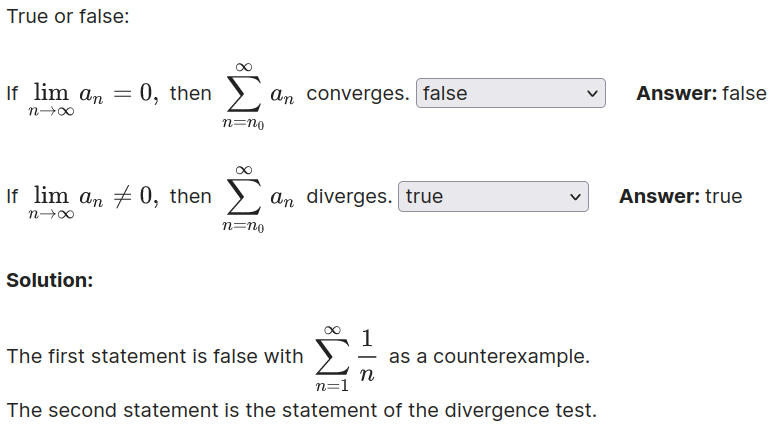 True or false:
If $\lim_{n\to\infty} a_n = 0$, then $\sum_{n=n_0}^{\infty} a_n$ converges. false Answer: false
If $\lim_{n\to\infty} a_n \neq 0$, then $\sum_{n=n_0}^{\infty} a_n$ diverges. true Answer: true
Solution:
The first statement is false with $\sum_{n=1}^{\infty} \frac{1}{n}$ as a counterexample.
The second statement is the statement of the divergence test.